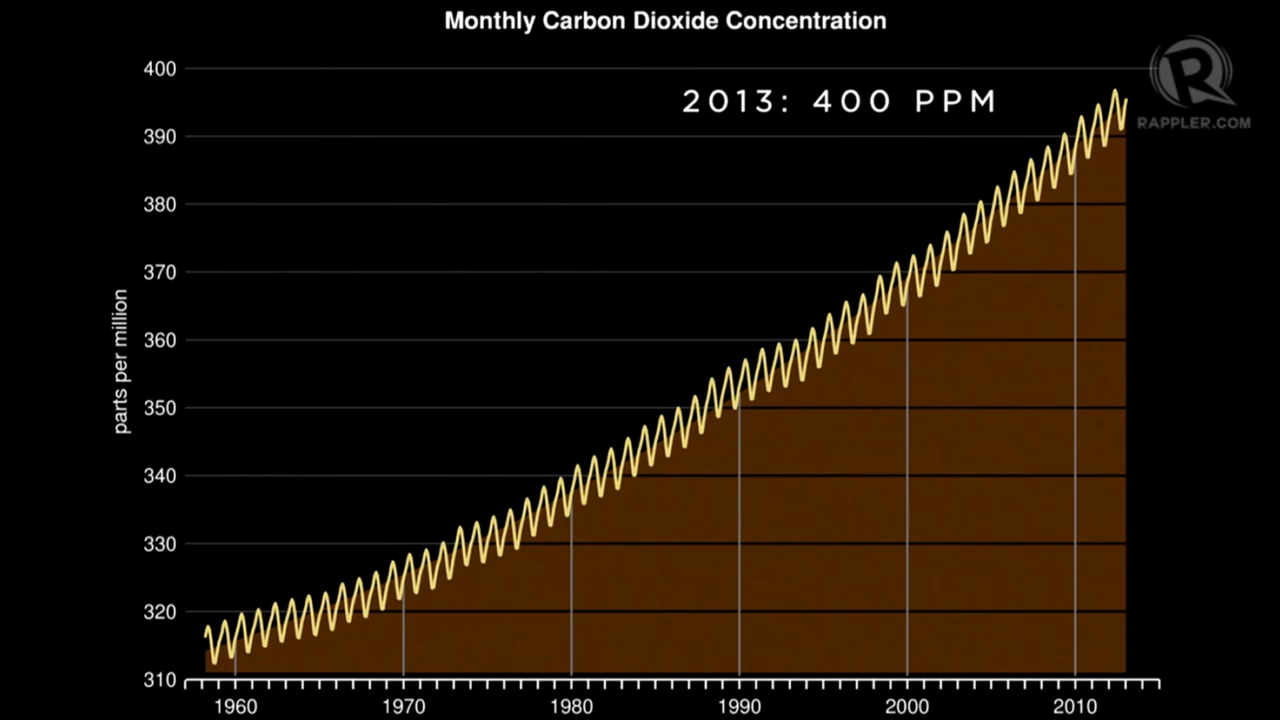 Monthly Carbon Dioxide Concentration
2013: 400 PPM
R
RAPPLER.COM
400
390
380
370
360
350
340
330
320
310
parts per million
1960 1970 1980 1990 2000 2010